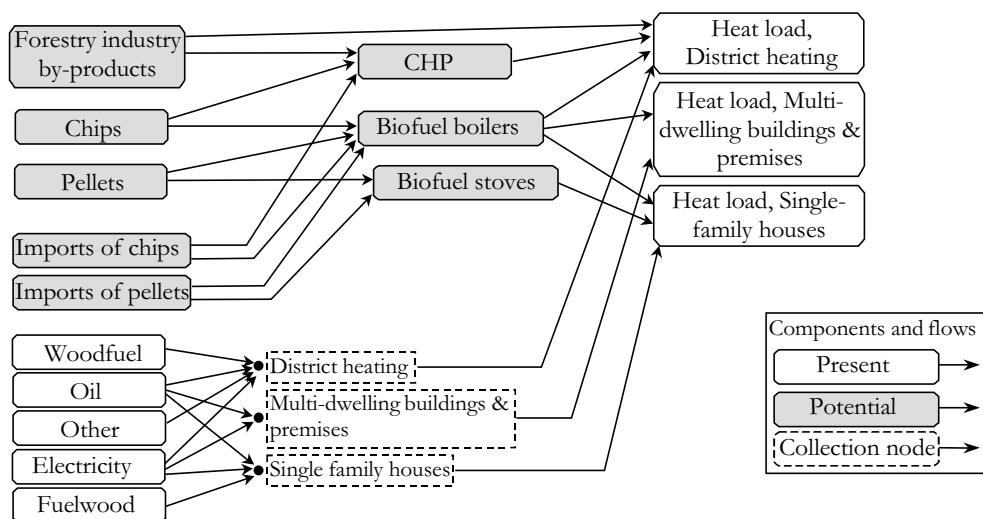 Forestry industry
by-products
Chips
Pellets
Imports of chips
Imports of pellets
Woodfuel
Oil
Other
Electricity
Fuelwood
CHP
Biofuel boilers
Biofuel stoves
District heating
Multi-dwelling buildings &
premises
Single family houses
Heat load,
District heating
Heat load, Multi-
dwelling buildings &
premises
Heat load, Single-
family houses
Components and flows
Present
Potential
Collection node